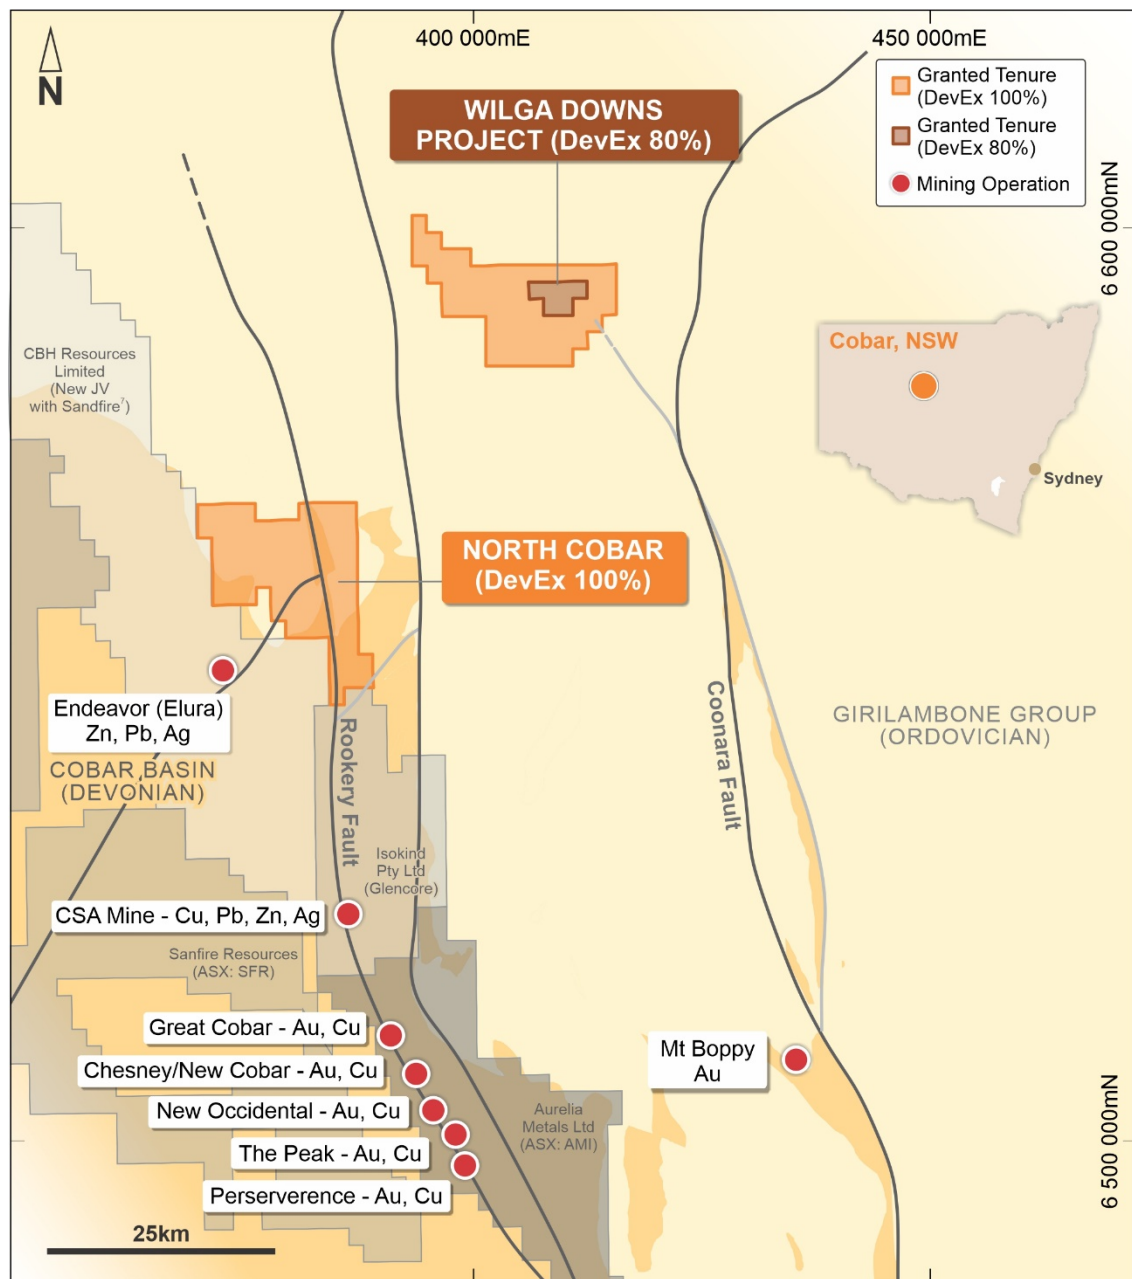 400 000mE
450 000mE
N
Granted Tenure
(DevEx 100%)
Granted Tenure
(DevEx 80%)
Mining Operation
WILGA DOWNS
PROJECT (DevEx 80%)
6 600 000mN
Cobar, NSW
Sydney
CBH Resources
Limited
(New JV
with Sandfire⁷)
NORTH COBAR
(DevEx 100%)
Endeavor (Elura)
Zn, Pb, Ag
COBAR BASIN
(DEVONIAN)
Rookery Fault
Coonara Fault
GIRILAMBONE GROUP
(ORDOVICIAN)
Isokind
Pty Ltd
(Glencore)
CSA Mine - Cu, Pb, Zn, Ag
Sanfire Resources
(ASX: SFR)
Great Cobar - Au, Cu
Chesney/New Cobar - Au, Cu
New Occidental - Au, Cu
The Peak - Au, Cu
Perserverence - Au, Cu
Mt Boppy
Au
Aurelia
Metals Ltd
(ASX: AMI)
6 500 000mN
25km